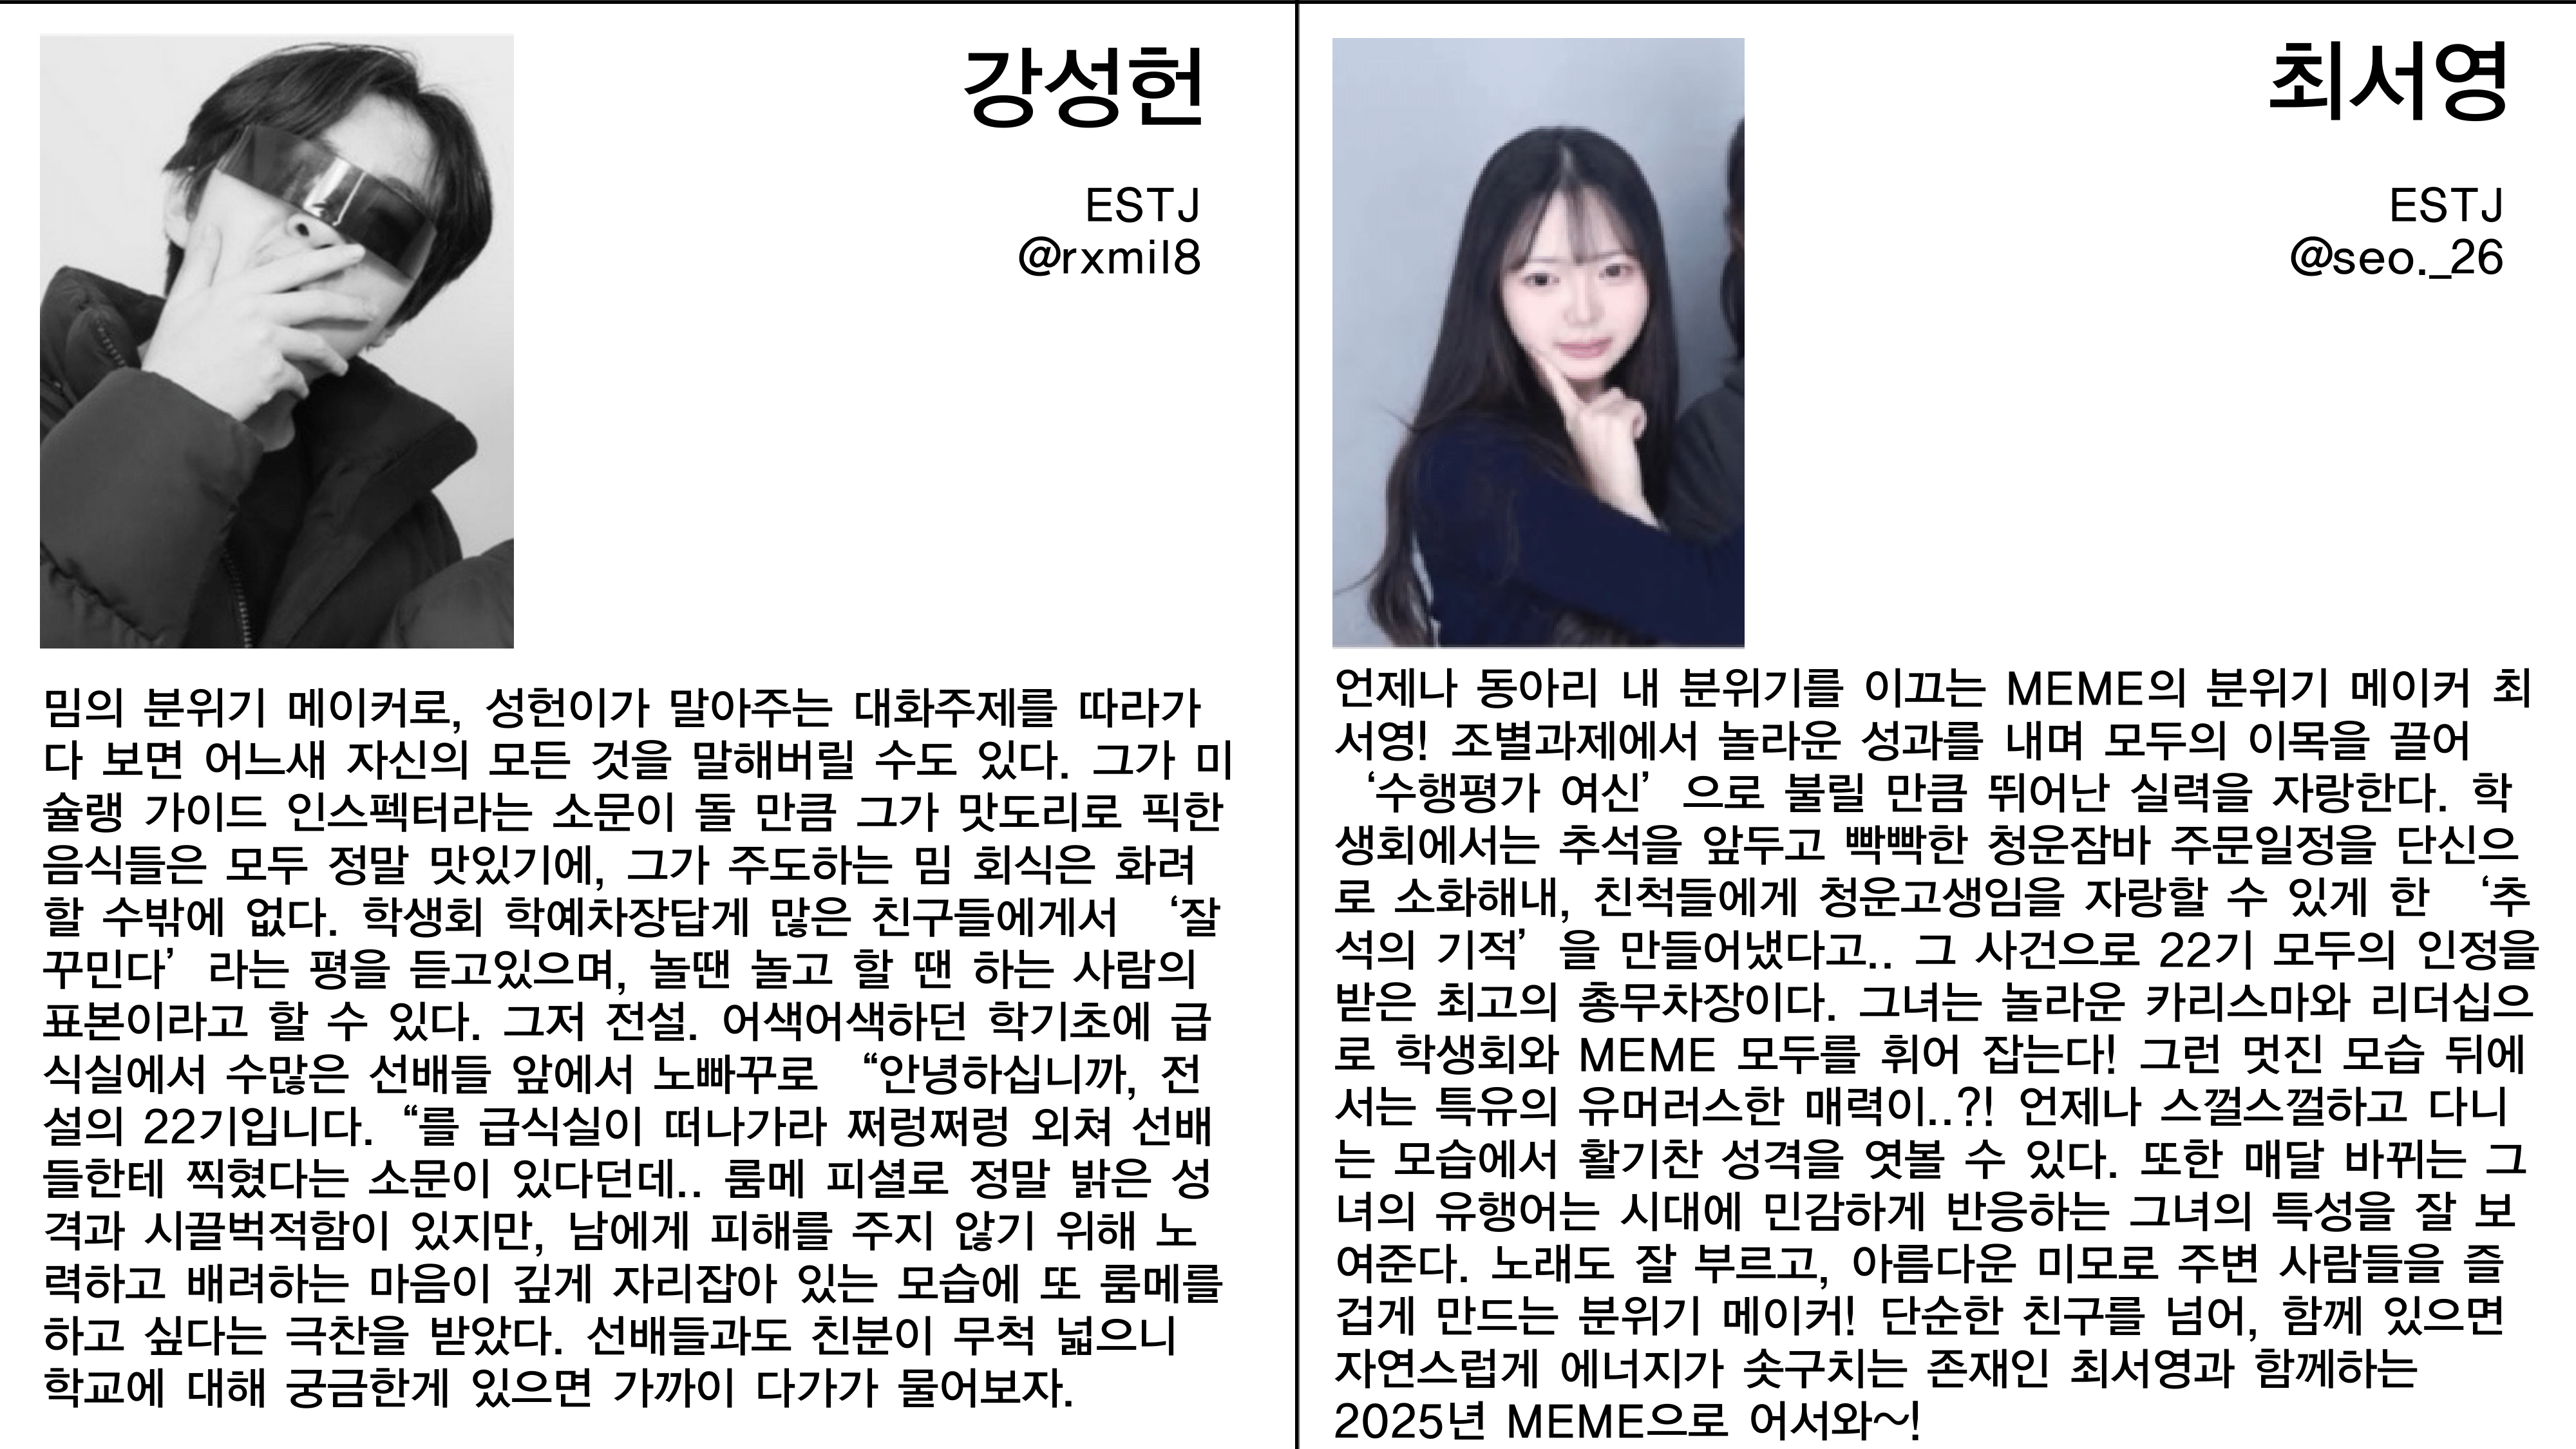 강성헌
ESTJ
@rxmil8
밈의 분위기 메이커로, 성헌이가 말아주는 대화주제를 따라가
다 보면 어느새 자신의 모든 것을 말해버릴 수도 있다. 그가 미
슐랭 가이드 인스펙터라는 소문이 돌 만큼 그가 맛도리로 픽한
음식들은 모두 정말 맛있기에, 그가 주도하는 밈 회식은 화려
할 수밖에 없다. 학생회 학예차장답게 많은 친구들에게서 ‘잘
꾸민다’ 라는 평을 듣고있으며, 놀땐 놀고 할 땐 하는 사람의
표본이라고 할 수 있다. 그저 전설. 어색어색하던 학기초에 급
식실에서 수많은 선배들 앞에서 노빠꾸로 “안녕하십니까, 전
설의 22기입니다. “를 급식실이 떠나가라 쩌렁쩌렁 외쳐 선배
들한테 찍혔다는 소문이 있다던데.. 룸메 피셜로 정말 밝은 성
격과 시끌벅적함이 있지만, 남에게 피해를 주지 않기 위해 노
력하고 배려하는 마음이 깊게 자리잡아 있는 모습에 또 룸메를
하고 싶다는 극찬을 받았다. 선배들과도 친분이 무척 넓으니
학교에 대해 궁금한게 있으면 가까이 다가가 물어보자.
최서영
ESTJ
@seo._26
언제나 동아리 내 분위기를 이끄는 MEME의 분위기 메이커 최
서영! 조별과제에서 놀라운 성과를 내며 모두의 이목을 끌어
‘수행평가 여신’ 으로 불릴 만큼 뛰어난 실력을 자랑한다. 학
생회에서는 추석을 앞두고 빡빡한 청운잠바 주문일정을 단신으
로 소화해내, 친척들에게 청운고생임을 자랑할 수 있게 한 ‘추
석의 기적’ 을 만들어냈다고.. 그 사건으로 22기 모두의 인정을
받은 최고의 총무차장이다. 그녀는 놀라운 카리스마와 리더십으
로 학생회와 MEME 모두를 휘어 잡는다! 그런 멋진 모습 뒤에
서는 특유의 유머러스한 매력이..?! 언제나 스껄스껄하고 다니
는 모습에서 활기찬 성격을 엿볼 수 있다. 또한 매달 바뀌는 그
녀의 유행어는 시대에 민감하게 반응하는 그녀의 특성을 잘 보
여준다. 노래도 잘 부르고, 아름다운 미모로 주변 사람들을 즐
겁게 만드는 분위기 메이커! 단순한 친구를 넘어, 함께 있으면
자연스럽게 에너지가 솟구치는 존재인 최서영과 함께하는
2025년 MEME으로 어서와~!